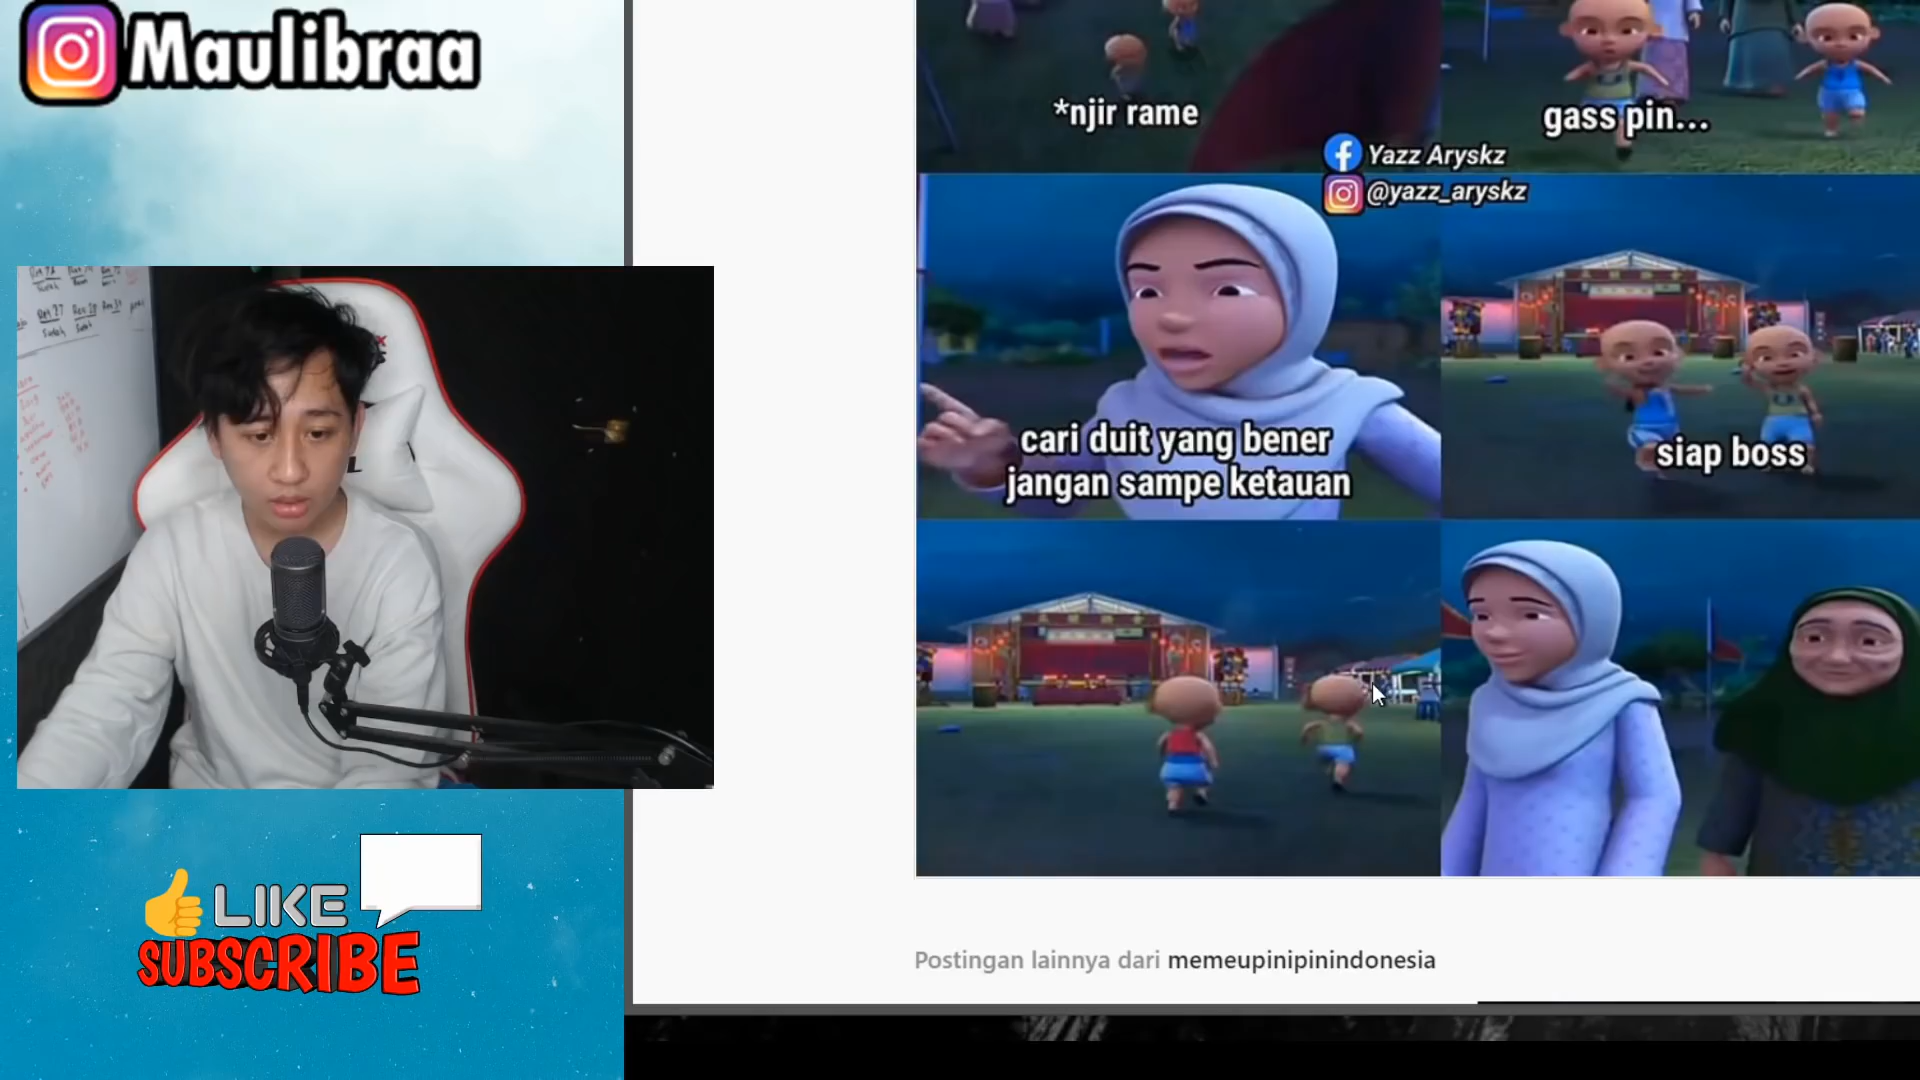 Maulibraa
*njir rame
gass pin...
Yazz Aryskz
@yazz_aryskz
cari duit yang bener
jangan sampe ketauan
siap boss
LIKE
SUBSCRIBE
Postingan lainnya dari memeupinipinindonesia